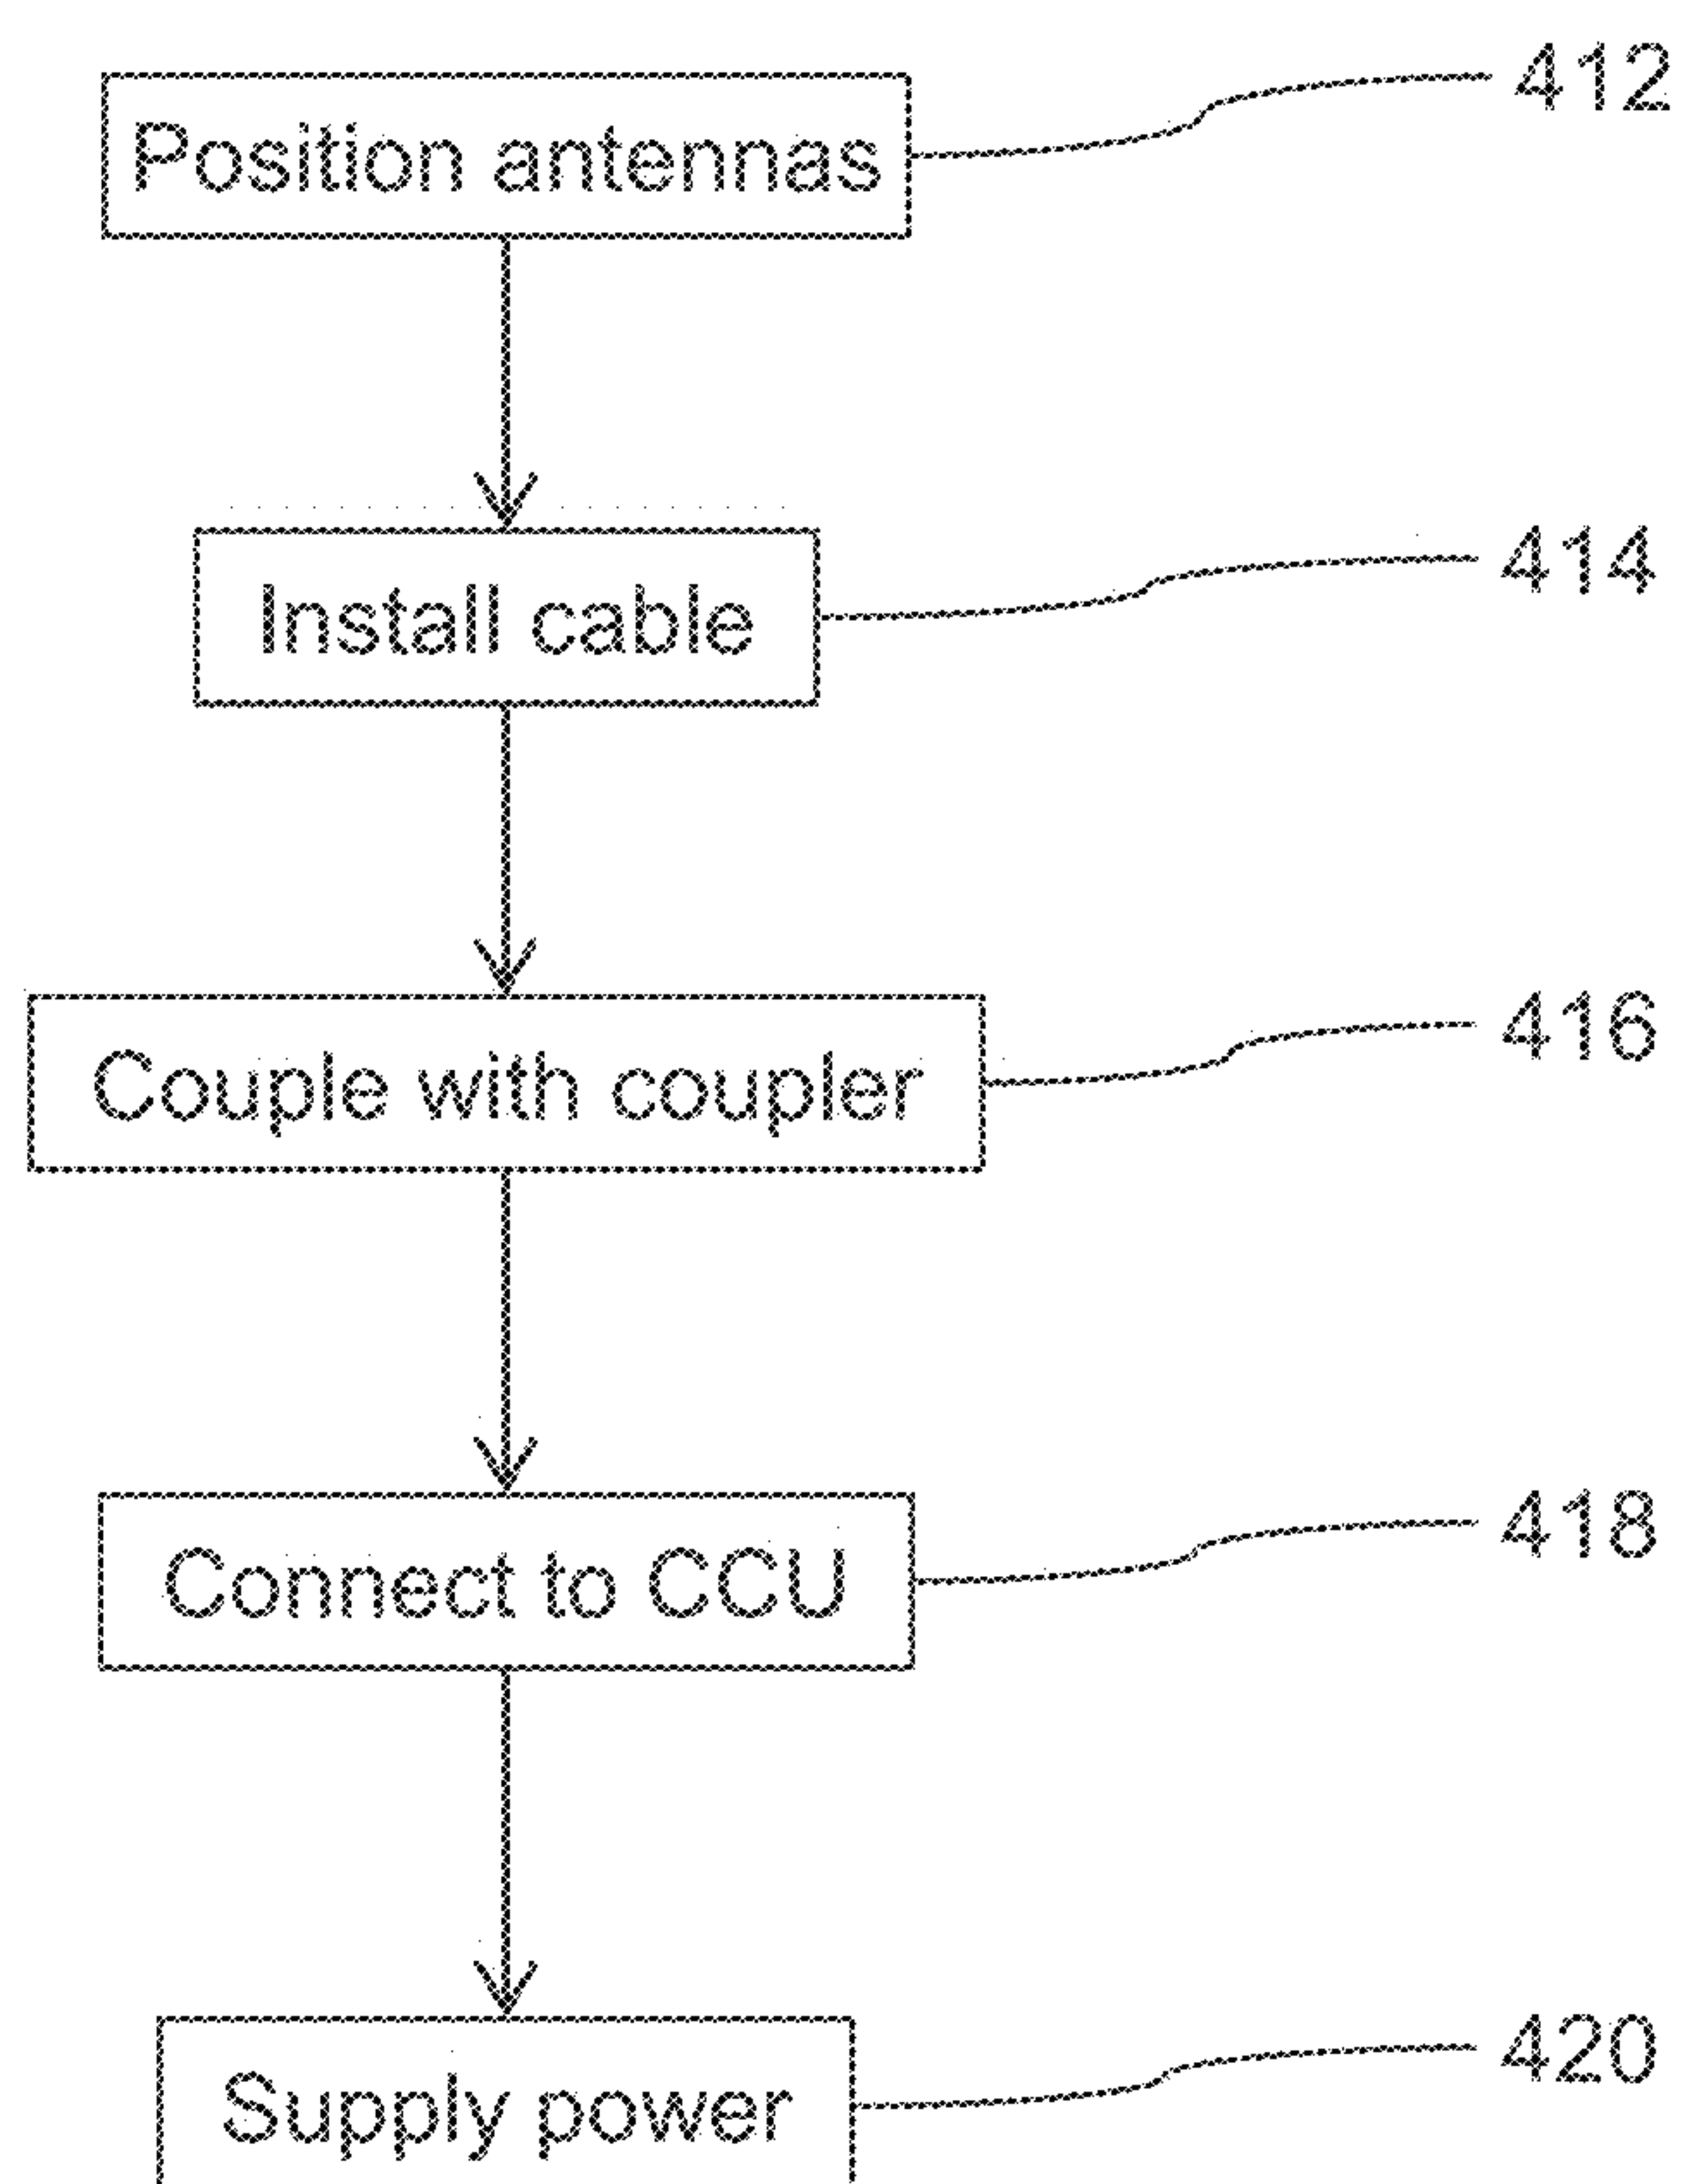 Position antennas
412
Install cable
414
Couple with coupler
416
Connect to CCU
418
Supply power
420